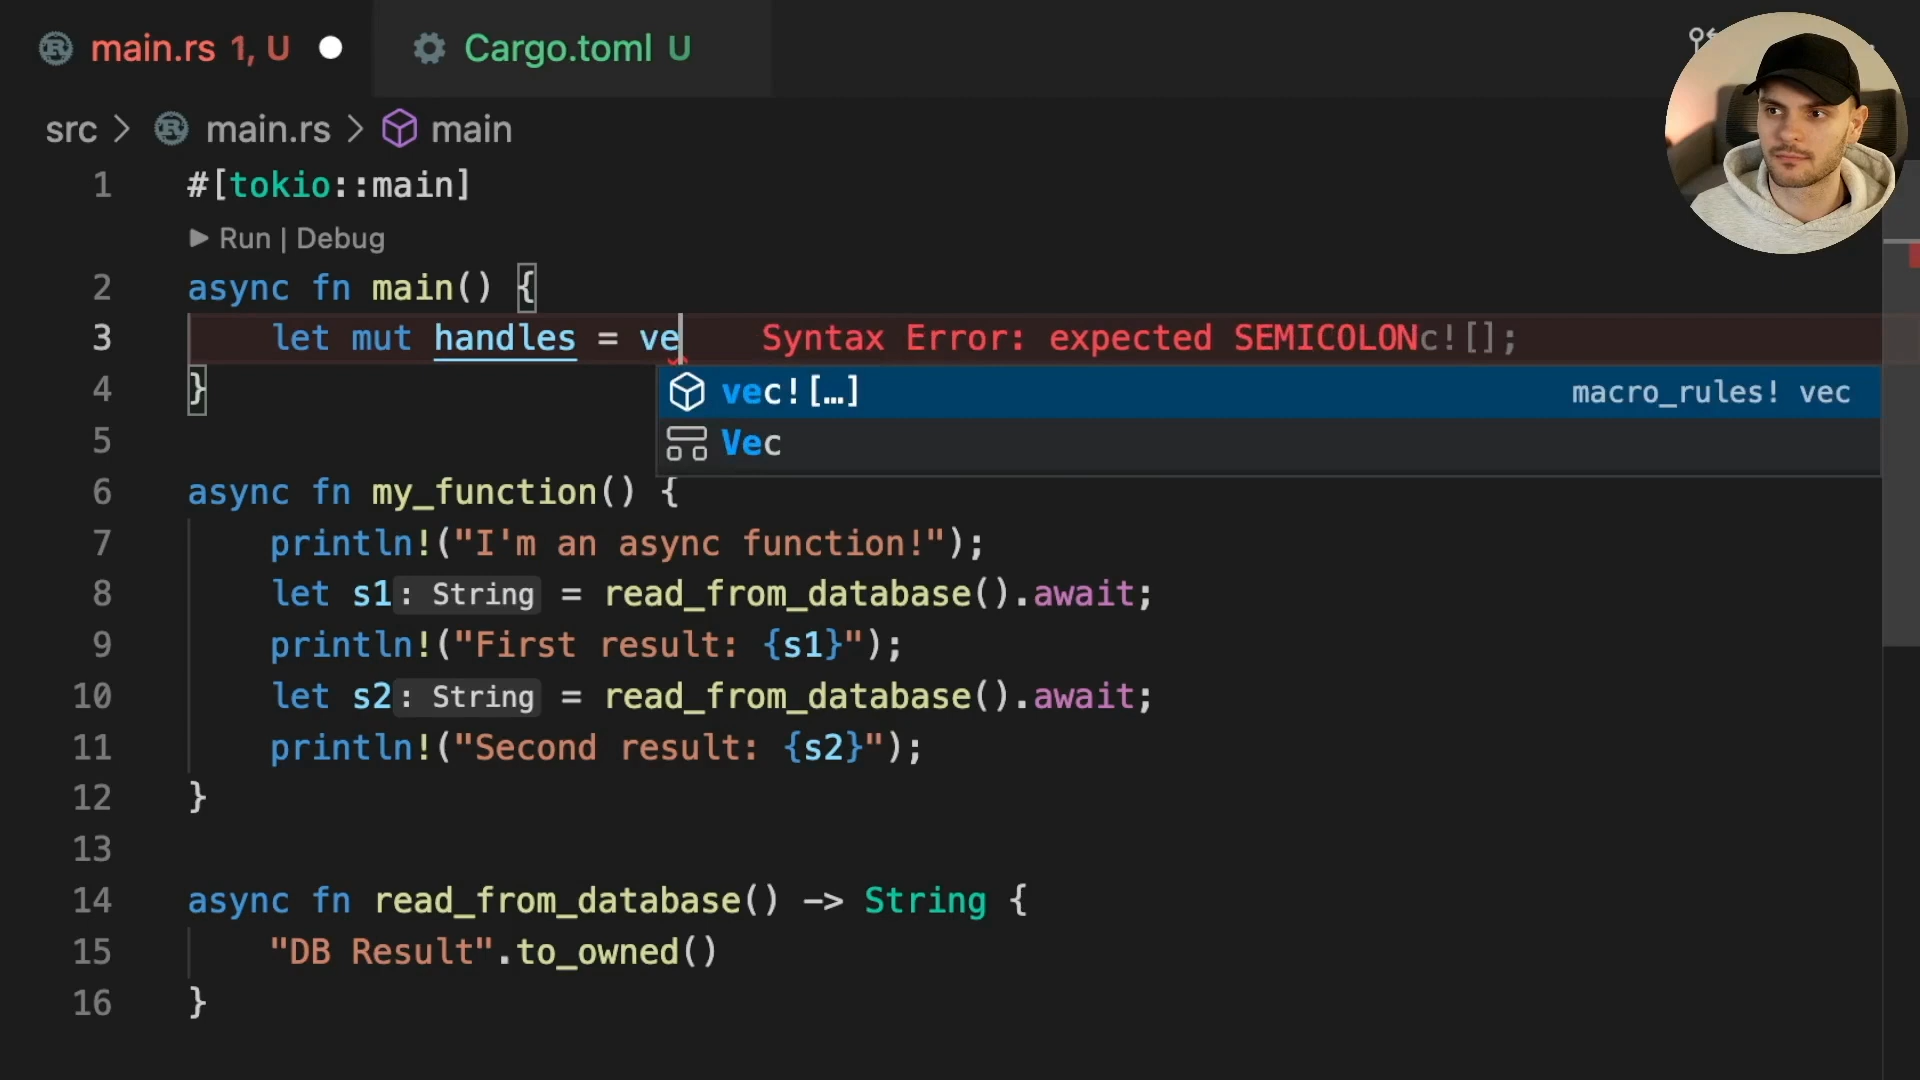 main.rs 1, U
Cargo.toml U
src > main.rs > main
1 #[tokio::main]
Run | Debug
2 async fn main() {
3 let mut handles = ve Syntax Error: expected SEMICOLONc![];
vec![…] macro_rules! vec
4 }
Vec
5
6 async fn my_function() {
7 println!("I'm an async function!");
8 let s1: String = read_from_database().await;
9 println!("First result: {s1}");
10 let s2: String = read_from_database().await;
11 println!("Second result: {s2}");
12 }
13
14 async fn read_from_database() -> String {
15 "DB Result".to_owned()
16 }